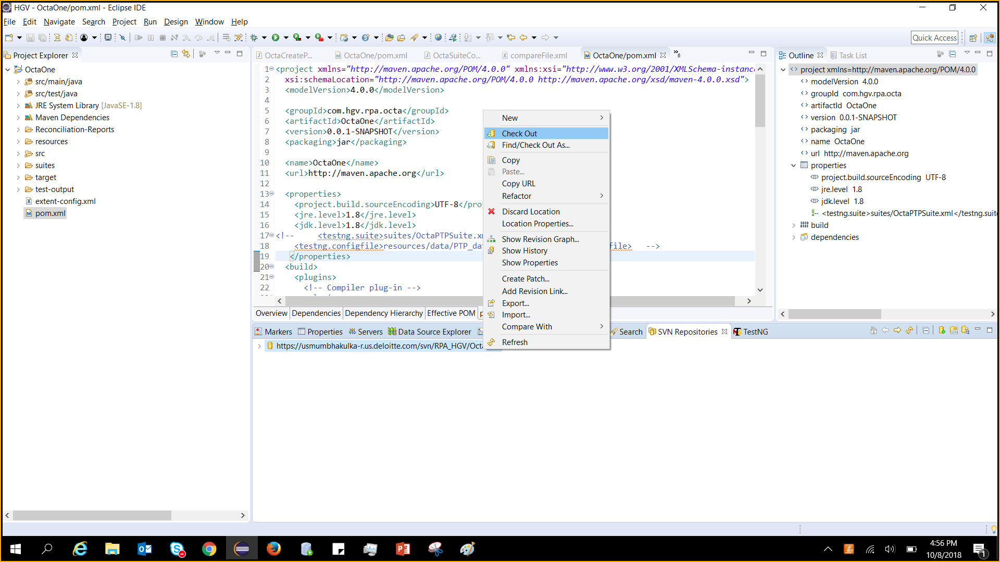 HGV - OctaOne/pom.xml - Eclipse IDE
File Edit Navigate Search Project Run Design Window Help
Quick Access
Project Explorer
OctaOne
src/main/java
src/test/java
JRE System Library [JavaSE-1.8]
Maven Dependencies
Reconciliation-Reports
resources
src
suites
target
test-output
extent-config.xml
pom.xml
OctaCreateP... OctaOne/pom.xml OctaSuiteCo... compareFile.xml OctaOne/pom.xml »6
1 <project xmlns="http://maven.apache.org/POM/4.0.0" xmlns:xsi="http://www.w3.org/2001/XMLSchema-instanc
2 xsi:schemaLocation="http://maven.apache.org/POM/4.0.0 http://maven.apache.org/xsd/maven-4.0.0.xsd">
3 <modelVersion>4.0.0</modelVersion>
4
5 <groupId>com.hgv.rpa.octa</groupId>
6 <artifactId>OctaOne</artifactId>
7 <version>0.0.1-SNAPSHOT</version>
8 <packaging>jar</packaging>
9
10 <name>OctaOne</name>
11 <url>http://maven.apache.org</url>
12
13 <properties>
14 <project.build.sourceEncoding>UTF-8</proj
15 <jre.level>1.8</jre.level>
16 <jdk.level>1.8</jdk.level>
17 <!-- <testng.suite>suites/OctaPTPSuite.xm
18 <testng.configfile>resources/data/PTP_dat file> -->
19 </properties>
20 <build>
21 <plugins>
22 <!-- Compiler plug-in -->
Overview Dependencies Dependency Hierarchy Effective POM
New
Check Out
Find/Check Out As...
Copy
Paste...
Copy URL
Refactor
Discard Location
Location Properties...
Show Revision Graph...
Show History
Show Properties
Create Patch...
Add Revision Link...
Export...
Import...
Compare With
Refresh
Markers Properties Servers Data Source Explorer Search SVN Repositories TestNG
https://usmumbhakulka-r.us.deloitte.com/svn/RPA_HGV/Octa
Outline Task List
project xmlns=http://maven.apache.org/POM/4.0.0
modelVersion 4.0.0
groupId com.hgv.rpa.octa
artifactId OctaOne
version 0.0.1-SNAPSHOT
packaging jar
name OctaOne
url http://maven.apache.org
properties
project.build.sourceEncoding UTF-8
jre.level 1.8
jdk.level 1.8
<testng.suite>suites/OctaPTPSuite.xml</testng.suite
build
dependencies
4:56 PM
10/8/2018
1